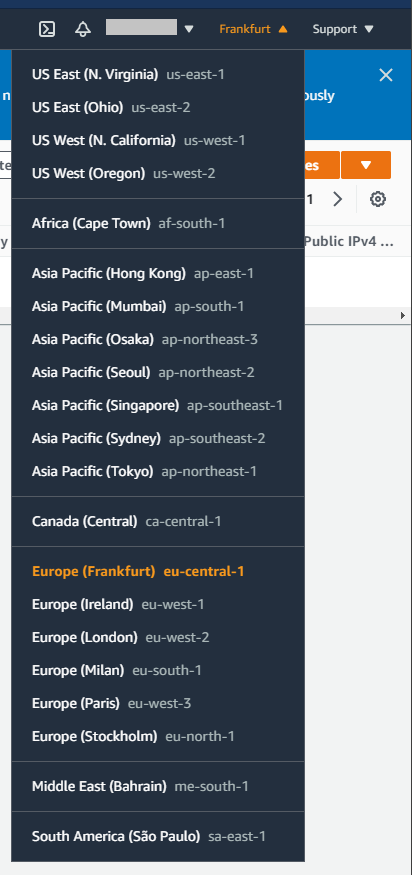 Frankfurt Support
n
ously
US East (N. Virginia) us-east-1
US East (Ohio) us-east-2
US West (N. California) us-west-1
te
es
US West (Oregon) us-west-2
1
Africa (Cape Town) af-south-1
y
Public IPv4 ...
Asia Pacific (Hong Kong) ap-east-1
Asia Pacific (Mumbai) ap-south-1
Asia Pacific (Osaka) ap-northeast-3
Asia Pacific (Seoul) ap-northeast-2
Asia Pacific (Singapore) ap-southeast-1
Asia Pacific (Sydney) ap-southeast-2
Asia Pacific (Tokyo) ap-northeast-1
Canada (Central) ca-central-1
Europe (Frankfurt) eu-central-1
Europe (Ireland) eu-west-1
Europe (London) eu-west-2
Europe (Milan) eu-south-1
Europe (Paris) eu-west-3
Europe (Stockholm) eu-north-1
Middle East (Bahrain) me-south-1
South America (São Paulo) sa-east-1